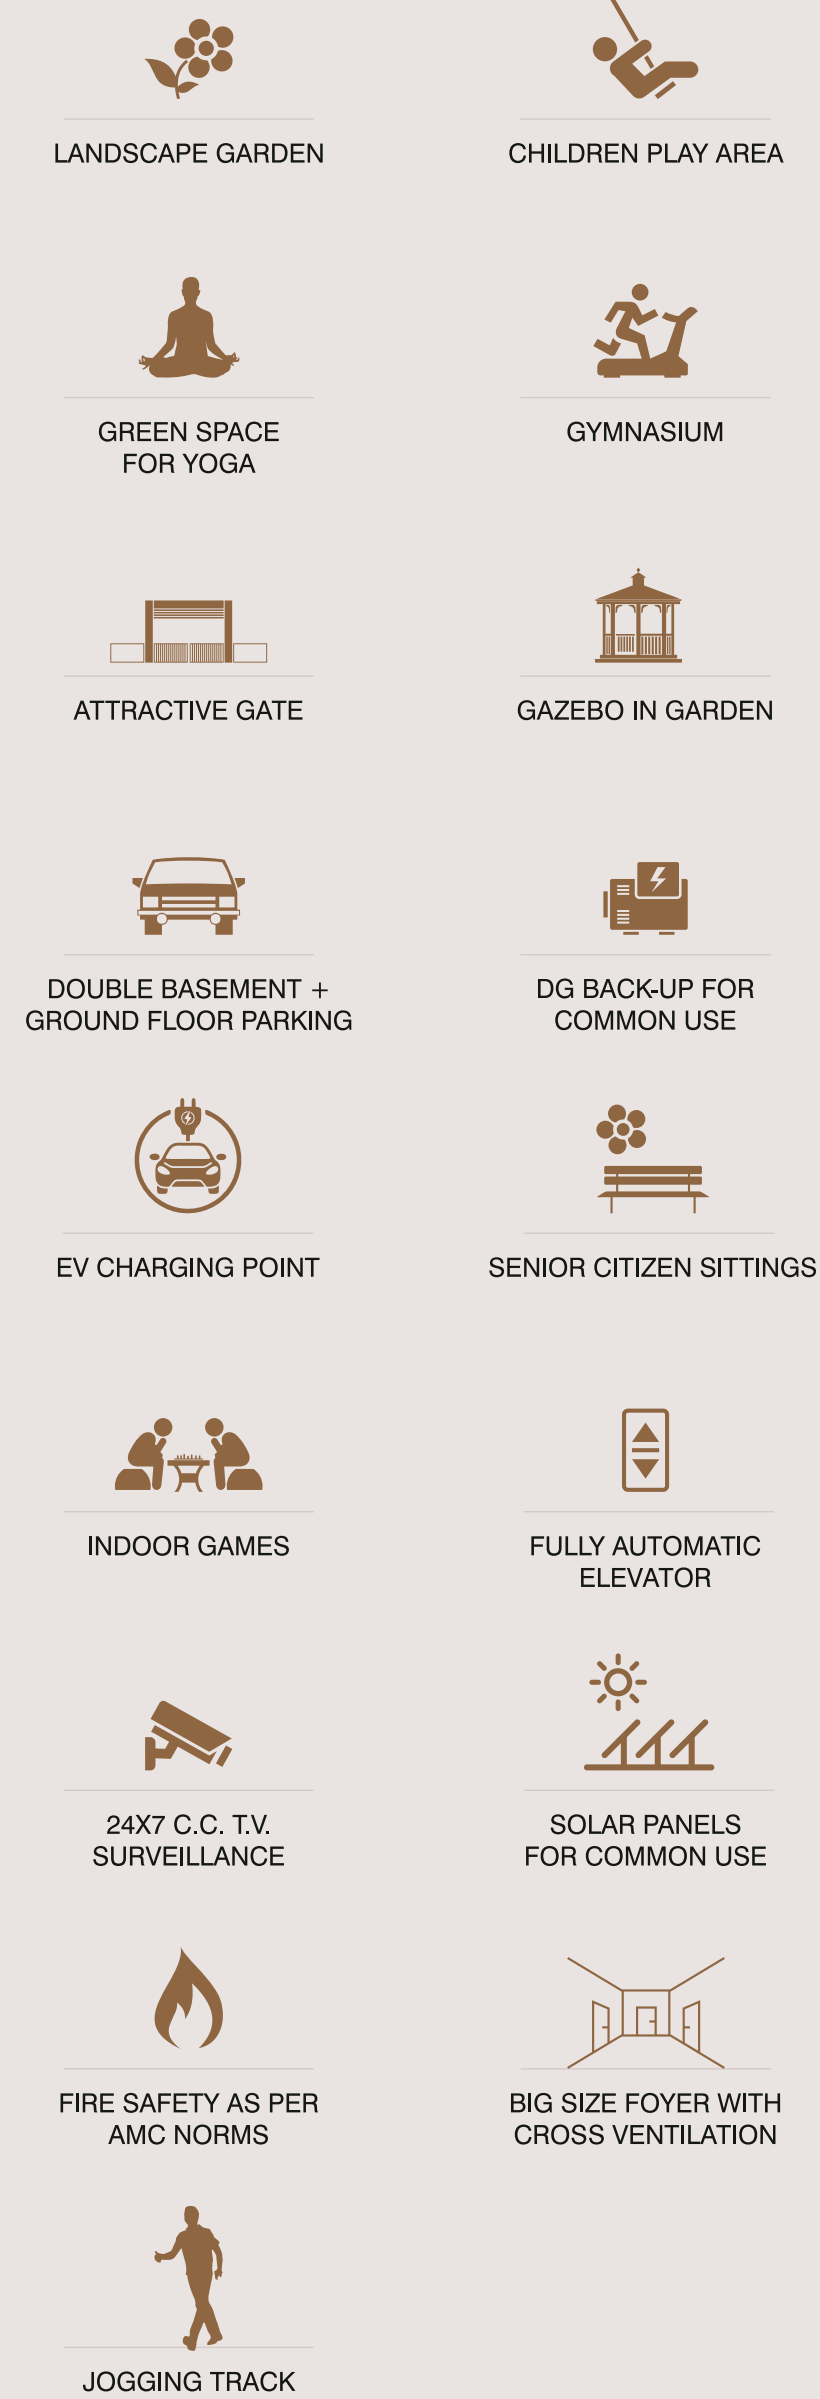 LANDSCAPE GARDEN
CHILDREN PLAY AREA
GREEN SPACE
FOR YOGA
GYMNASIUM
ATTRACTIVE GATE
GAZEBO IN GARDEN
DOUBLE BASEMENT +
GROUND FLOOR PARKING
DG BACK-UP FOR
COMMON USE
EV CHARGING POINT
SENIOR CITIZEN SITTINGS
INDOOR GAMES
FULLY AUTOMATIC
ELEVATOR
24X7 C.C. T.V.
SURVEILLANCE
SOLAR PANELS
FOR COMMON USE
FIRE SAFETY AS PER
AMC NORMS
BIG SIZE FOYER WITH
CROSS VENTILATION
JOGGING TRACK